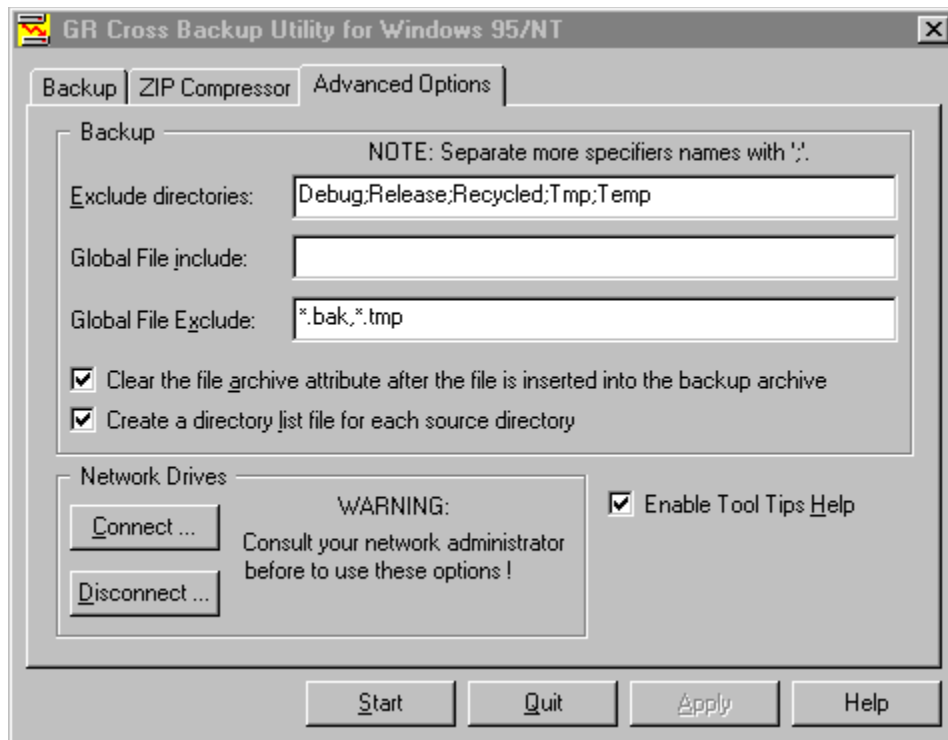 GR Cross Backup Utility for Windows 95/NT
Backup
ZIP Compressor
Advanced Options
Backup
NOTE: Separate more specifiers names with ';'.
Exclude directories:
Debug;Release;Recycled;Tmp;Temp
Global File include:
Global File Exclude:
*.bak,*.tmp
Clear the file archive attribute after the file is inserted into the backup archive
Create a directory list file for each source directory
Network Drives
Connect ...
Disconnect ...
WARNING:
Consult your network administrator
before to use these options !
Enable Tool Tips Help
Start
Quit
Apply
Help